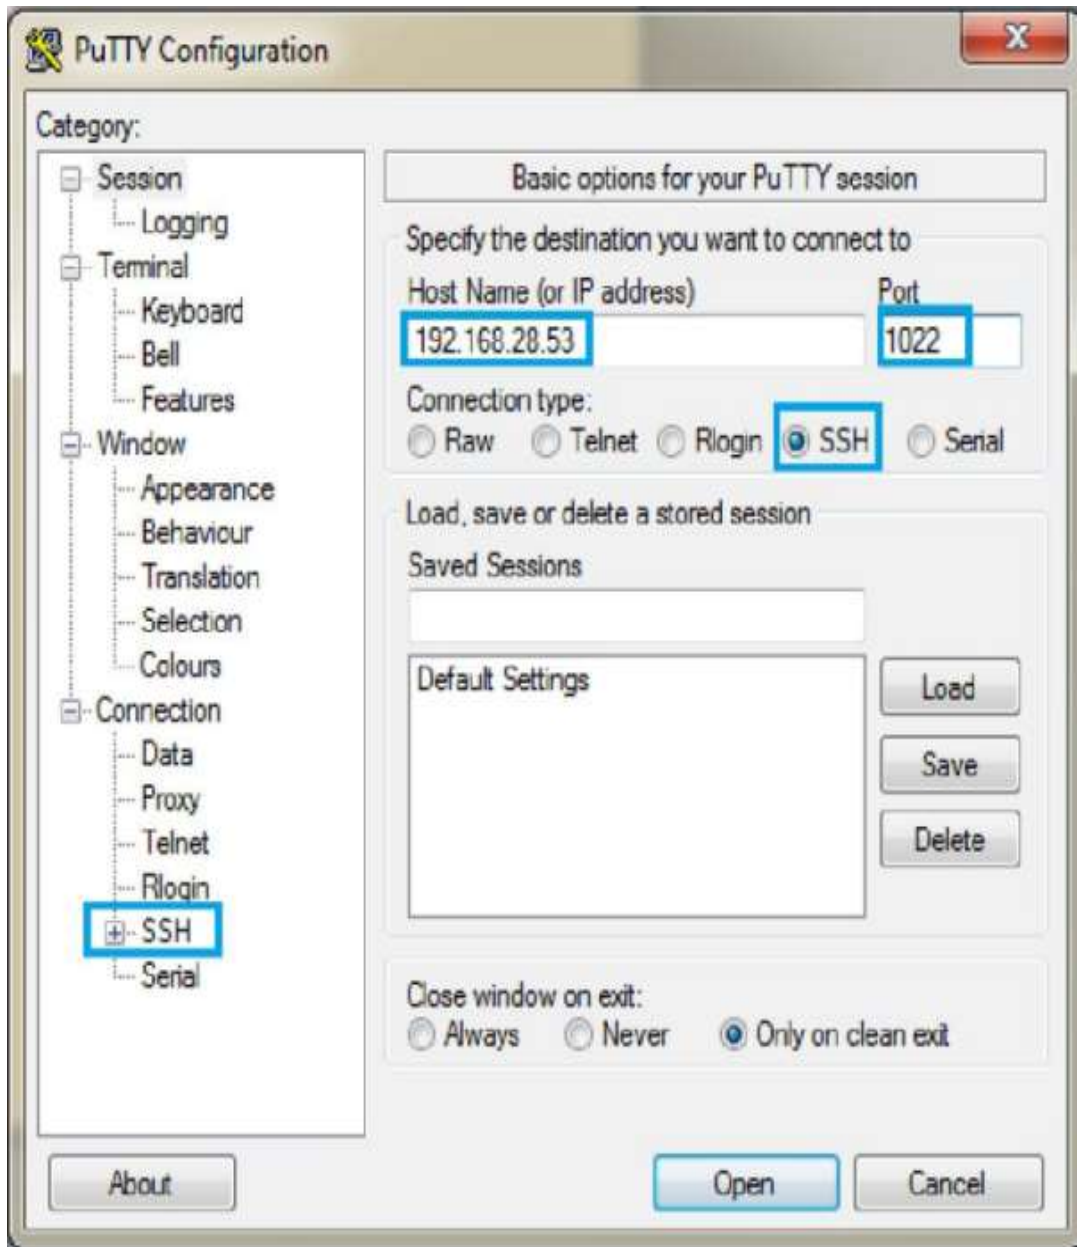 PuTTY Configuration
X
Category:
Session
Logging
Terminal
Keyboard
Bell
Features
Window
Appearance
Behaviour
Translation
Selection
Colours
Connection
Data
Proxy
Telnet
Rlogin
SSH
Serial
Basic options for your PuTTY session
Specify the destination you want to connect to
Host Name (or IP address) Port
192.168.28.53 1022
Connection type:
Raw Telnet Rlogin SSH Serial
Load, save or delete a stored session
Saved Sessions
Default Settings
Load
Save
Delete
Close window on exit:
Always Never Only on clean exit
About Open Cancel